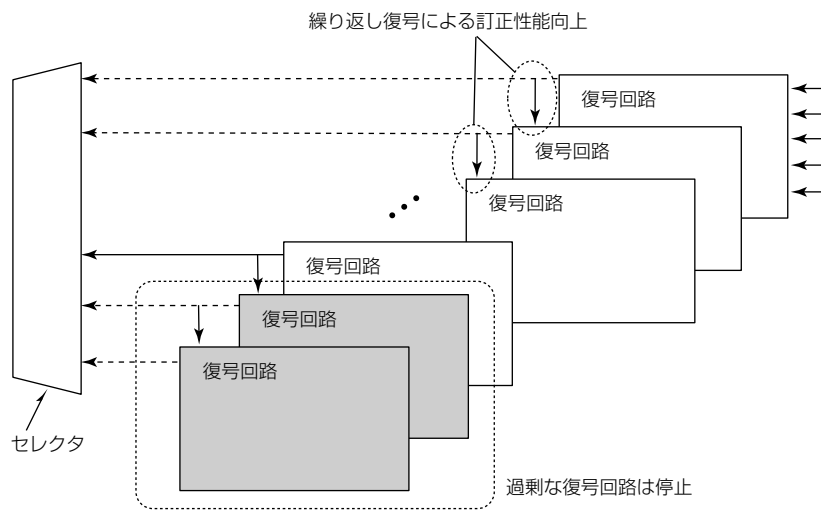 繰り返し復号による訂正性能向上
復号回路
復号回路
復号回路
復号回路
復号回路
復号回路
セレクタ
過剰な復号回路は停止